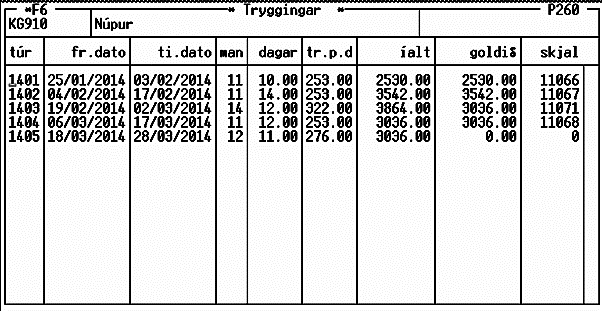 *F6 * Tryggingar * P260
KG910 Núpur
túr fr.dato ti.dato man dagar tr.p.d íalt goldið skjal
1401 25/01/2014 03/02/2014 11 10.00 253.00 2530.00 2530.00 11066
1402 04/02/2014 17/02/2014 11 14.00 253.00 3542.00 3542.00 11067
1403 19/02/2014 02/03/2014 14 12.00 322.00 3864.00 3036.00 11071
1404 06/03/2014 17/03/2014 11 12.00 253.00 3036.00 3036.00 11068
1405 18/03/2014 28/03/2014 12 11.00 276.00 3036.00 0.00 0